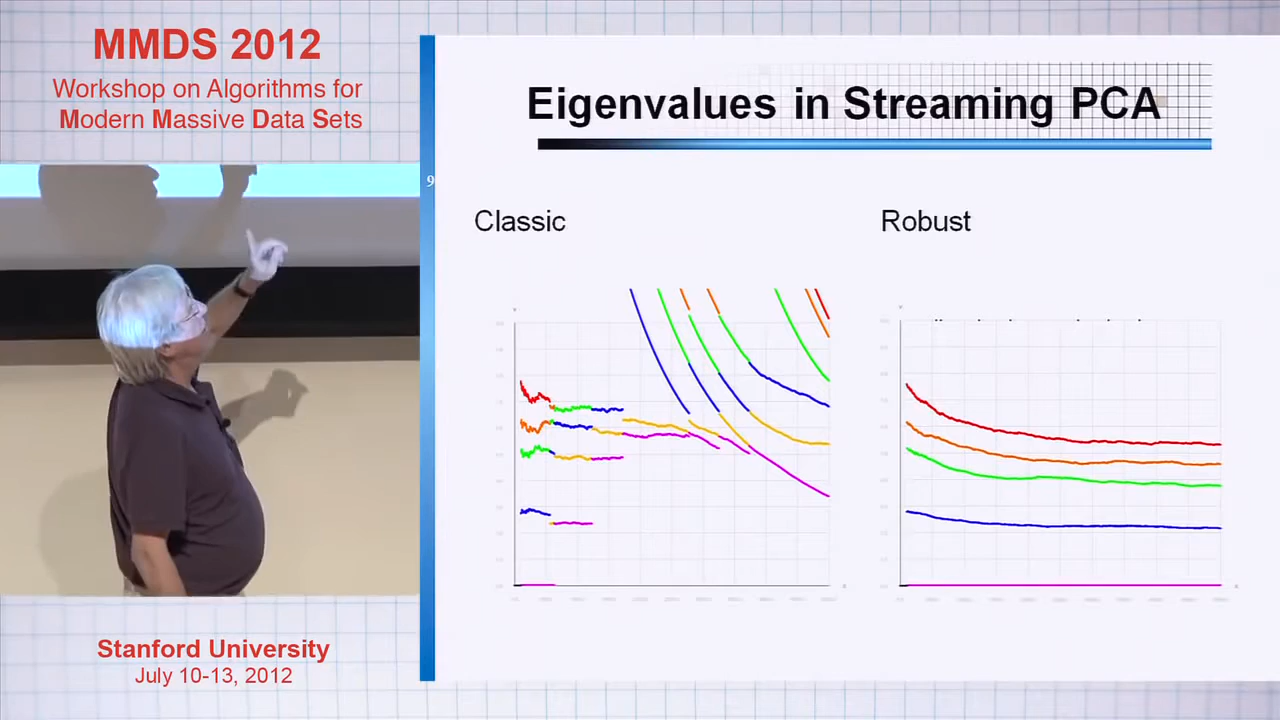 MMDS 2012
Workshop on Algorithms for
Modern Massive Data Sets
Eigenvalues in Streaming PCA
9
Classic
Robust
Stanford University
July 10-13, 2012